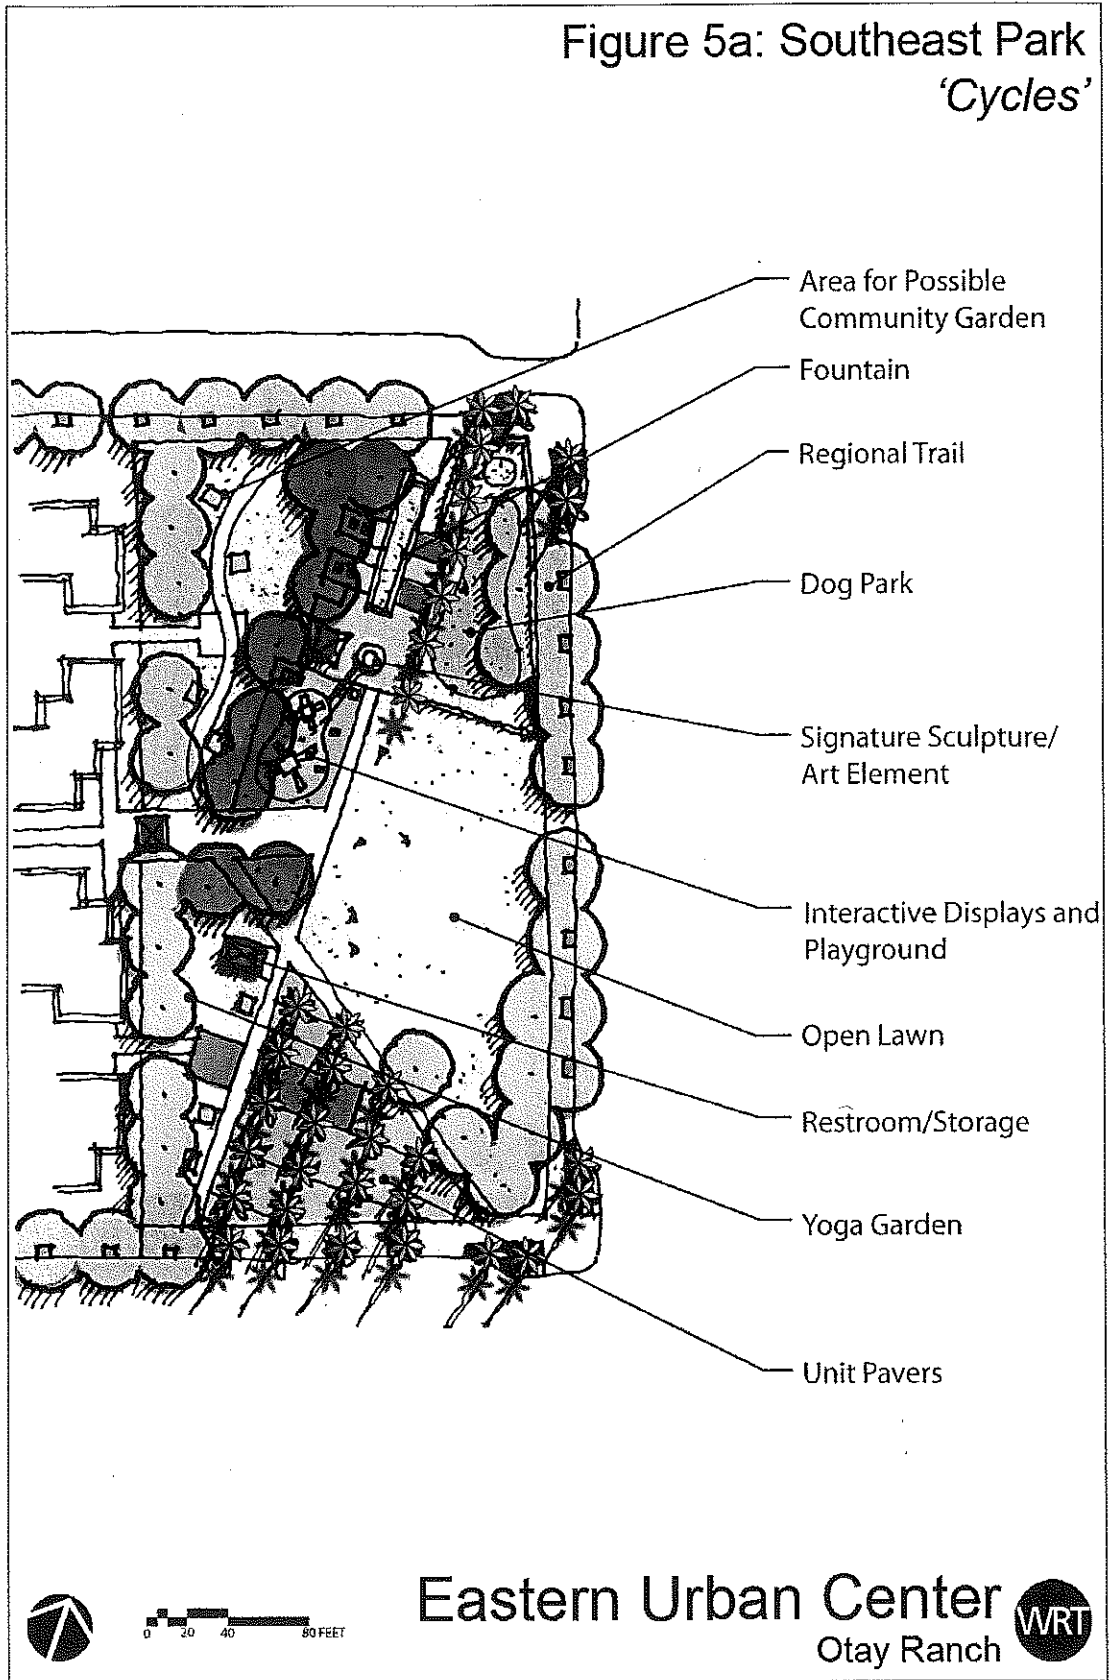 Figure 5a: Southeast Park
'Cycles'
Area for Possible
Community Garden
Fountain
Regional Trail
Dog Park
Signature Sculpture/
Art Element
Interactive Displays and
Playground
Open Lawn
Restroom/Storage
Yoga Garden
Unit Pavers
0 20 40 80 FEET
Eastern Urban Center
Otay Ranch
WRT